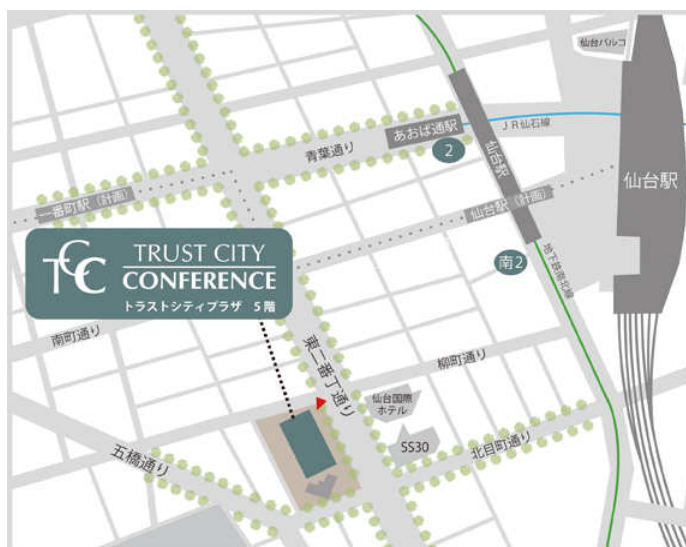 仙台パルコ
JR仙石線
あおば通駅
2
青葉通り
仙台駅
仙台駅
一番町駅（計画）
仙台駅（計画）
TCC TRUST CITY
CONFERENCE
トラストシティプラザ 5階
南2
地下鉄南北線
南町通り
東二番丁通り
柳町通り
仙台国際
ホテル
SS30
北目町通り
五橋通り